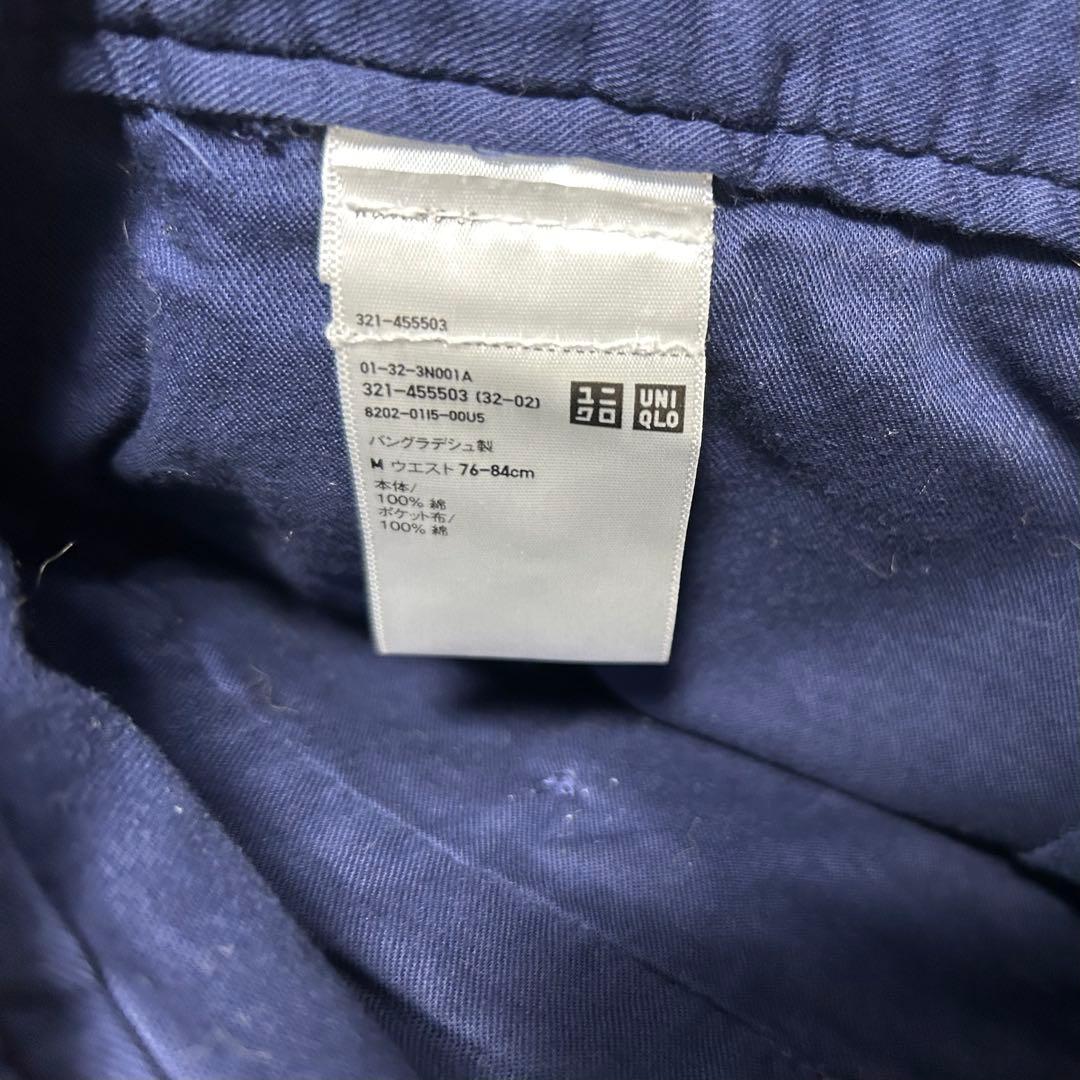 321-455503
01-32-3N001A
321-455503 (32-02)
8202-0115-00U5
ユニ
クロ
UNI
QLO
バングラデシュ製
M ウエスト 76-84cm
本体/
100% 綿
ポケット布/
100% 綿